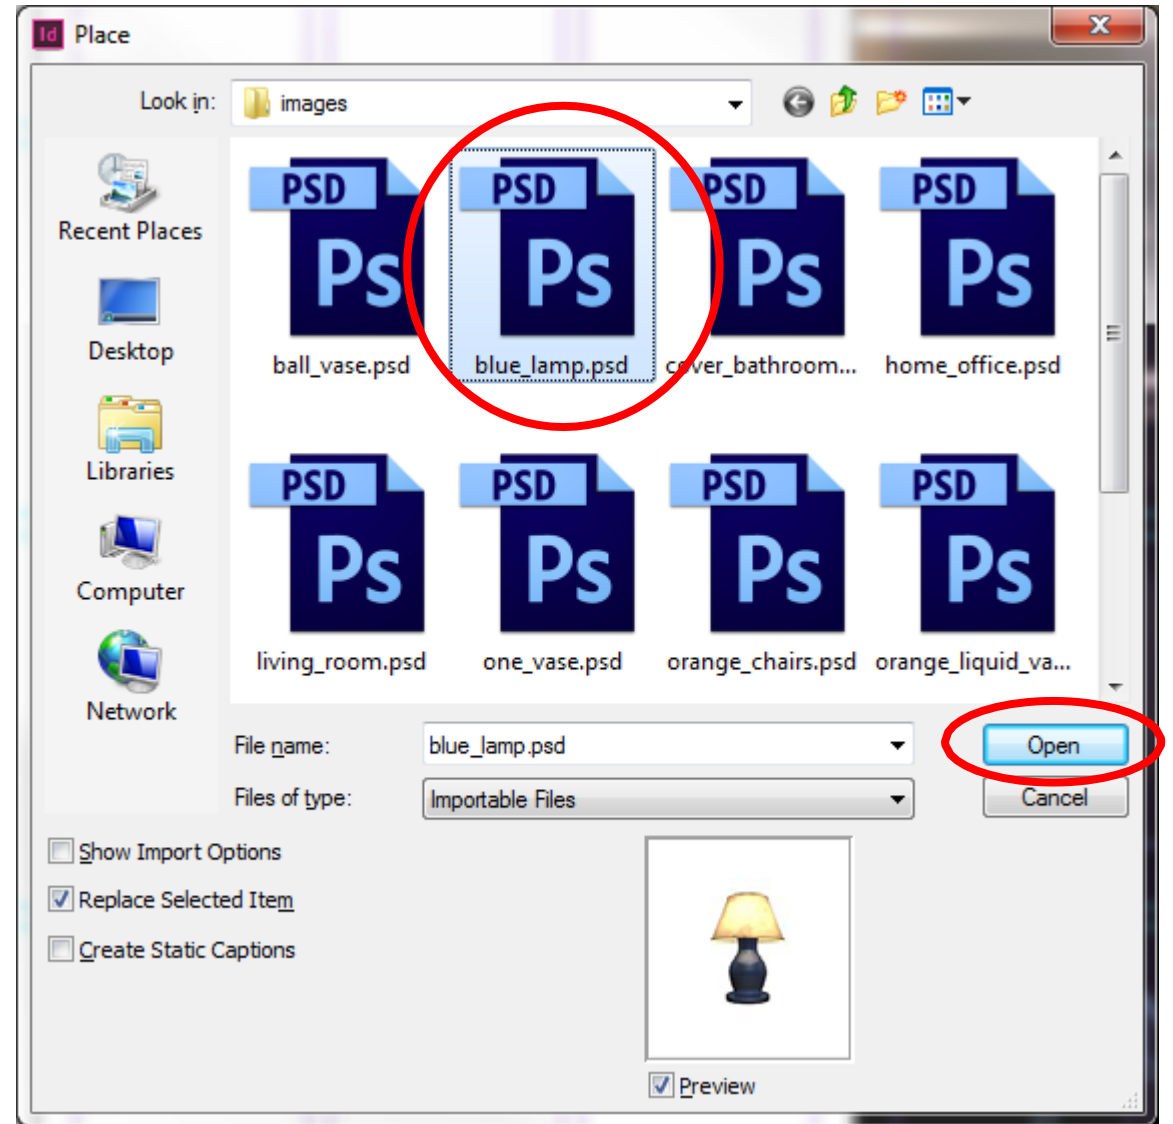 Id Place
x
Look in: images
PSD PSD PSD PSD
Ps Ps Ps Ps
Recent Places
ball_vase.psd blue_lamp.psd cover_bathroom... home_office.psd
Desktop
PSD PSD PSD PSD
Ps Ps Ps Ps
Libraries
Computer
living_room.psd one_vase.psd orange_chairs.psd orange_liquid_va...
Network
File name: blue_lamp.psd Open
Files of type: Importable Files Cancel
Show Import Options
Replace Selected Item
Create Static Captions
Preview